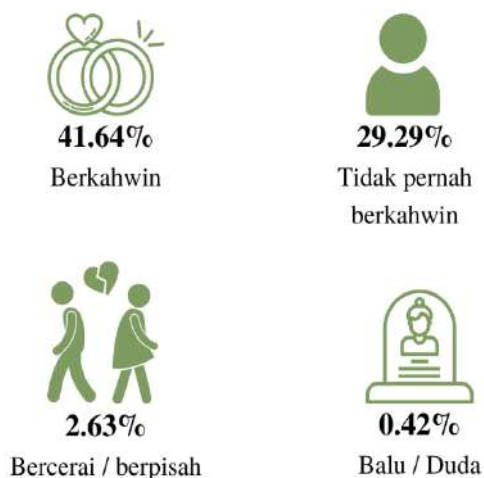 41.64%
Berkahwin
29.29%
Tidak pernah
berkahwin
2.63%
Bercerai / berpisah
0.42%
Balu / Duda